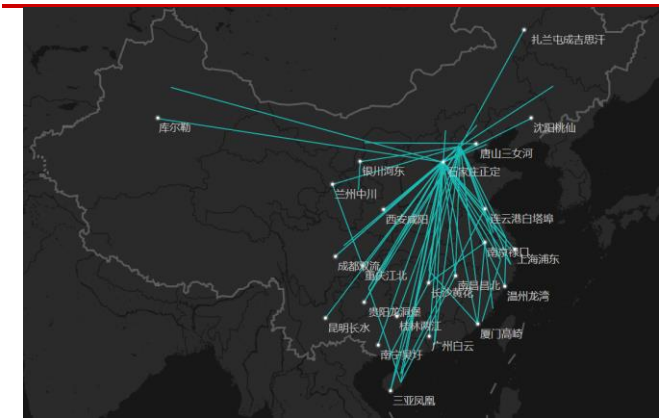 扎兰屯成吉思汗
库尔勒
沈阳桃仙
唐山三女河
银川河东
石家庄正定
兰州中川
西安咸阳
连云港白塔埠
南京禄口
上海浦东
成都双流
重庆江北
长沙黄花
南昌昌北
温州龙湾
贵阳龙洞堡
昆明长水
桂林两江
厦门高崎
广州白云
南宁吴圩
三亚凤凰